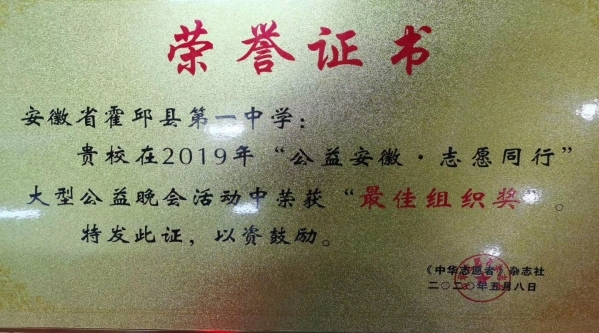 荣誉证书
安徽省霍邱县第一中学：
贵校在2019年“公益安徽·志愿同行”
大型公益晚会活动中荣获“最佳组织奖”。
特发此证，以资鼓励。
《中华志愿者》杂志社
二〇二〇年五月八日